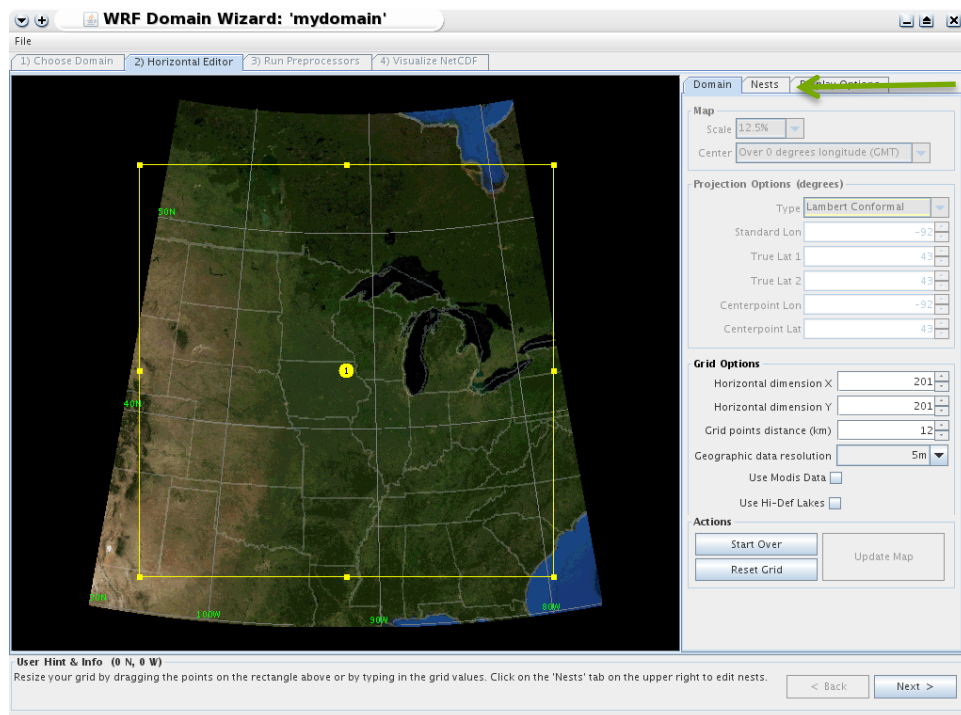 WRF Domain Wizard: 'mydomain'
File
1) Choose Domain 2) Horizontal Editor 3) Run Preprocessors 4) Visualize NetCDF
Domain Nests Display Options
Map
Scale 12.5%
Center Over 0 degrees longitude (GMT)
Projection Options (degrees)
Type Lambert Conformal
Standard Lon -92
True Lat 1 43
True Lat 2 43
Centerpoint Lon -92
Centerpoint Lat 43
Grid Options
Horizontal dimension X 201
Horizontal dimension Y 201
Grid points distance (km) 12
Geographic data resolution 5m
Use Modis Data
Use Hi-Def Lakes
Actions
Start Over
Reset Grid
Update Map
50N
1
40N
30N
100W
90W
80W
User Hint & Info (0 N, 0 W)
Resize your grid by dragging the points on the rectangle above or by typing in the grid values. Click on the 'Nests' tab on the upper right to edit nests.
< Back Next >